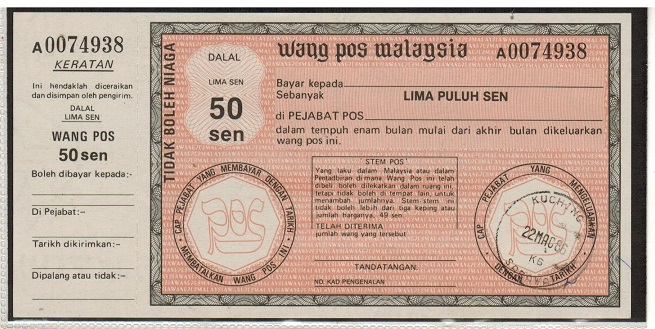 A0074938
KERATAN
Ini hendaklah diceraikan
dan disimpan oleh pengirim.
DALAL
LIMA SEN
WANG POS
50 sen
Boleh dibayar kepada:-
Di Pejabat:-
Tarikh dikirimkan:-
Dipalang atau tidak:-
TIDAK BOLEH NIAGA
DALAL
LIMA SEN
50
sen
wang pos malaysia
A0074938
Bayar kepada
Sebanyak LIMA PULUH SEN
di PEJABAT POS
dalam tempuh enam bulan mulai dari akhir bulan dikeluarkan
wang pos ini.
STEM POS
Yang laku dalam Malaysia atau dalam
Pentadbiran di mana Wang Pos ini telah
dibeli boleh dilekatkan dalam ruang ini,
tetapi tidak boleh di tempat lain, untuk
menambah jumlahnya. Stem-stem ini
tidak boleh lebih dari tiga keping atau
jumlah harganya, 49 sen.
TELAH DITERIMA
jumlah wang yang tersebut
TANDATANGAN:
NO. KAD PENGENALAN
CAP PEJABAT YANG MEMBAYAR DENGAN TARIKH
MEMBATALKAN WANG POS INI
pos
CAP PEJABAT YANG MENGELUARKAN
DENGAN TARIKH
KUCHING
SARAWAK